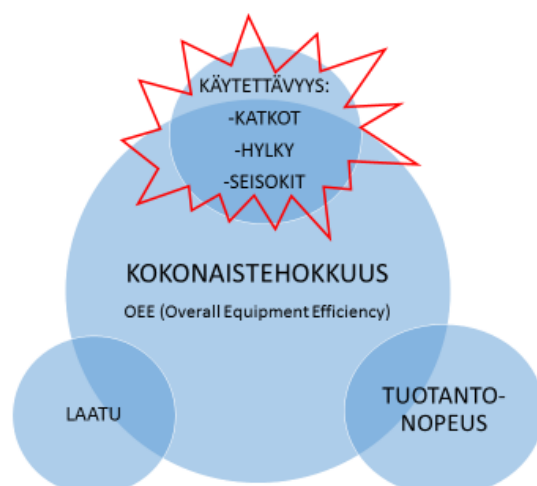 KÄYTETTÄVYYS:
-KATKOT
-HYLKY
-SEISOKIT
KOKONAISTEHOKKUUS
OEE (Overall Equipment Efficiency)
LAATU
TUOTANTO-
NOPEUS